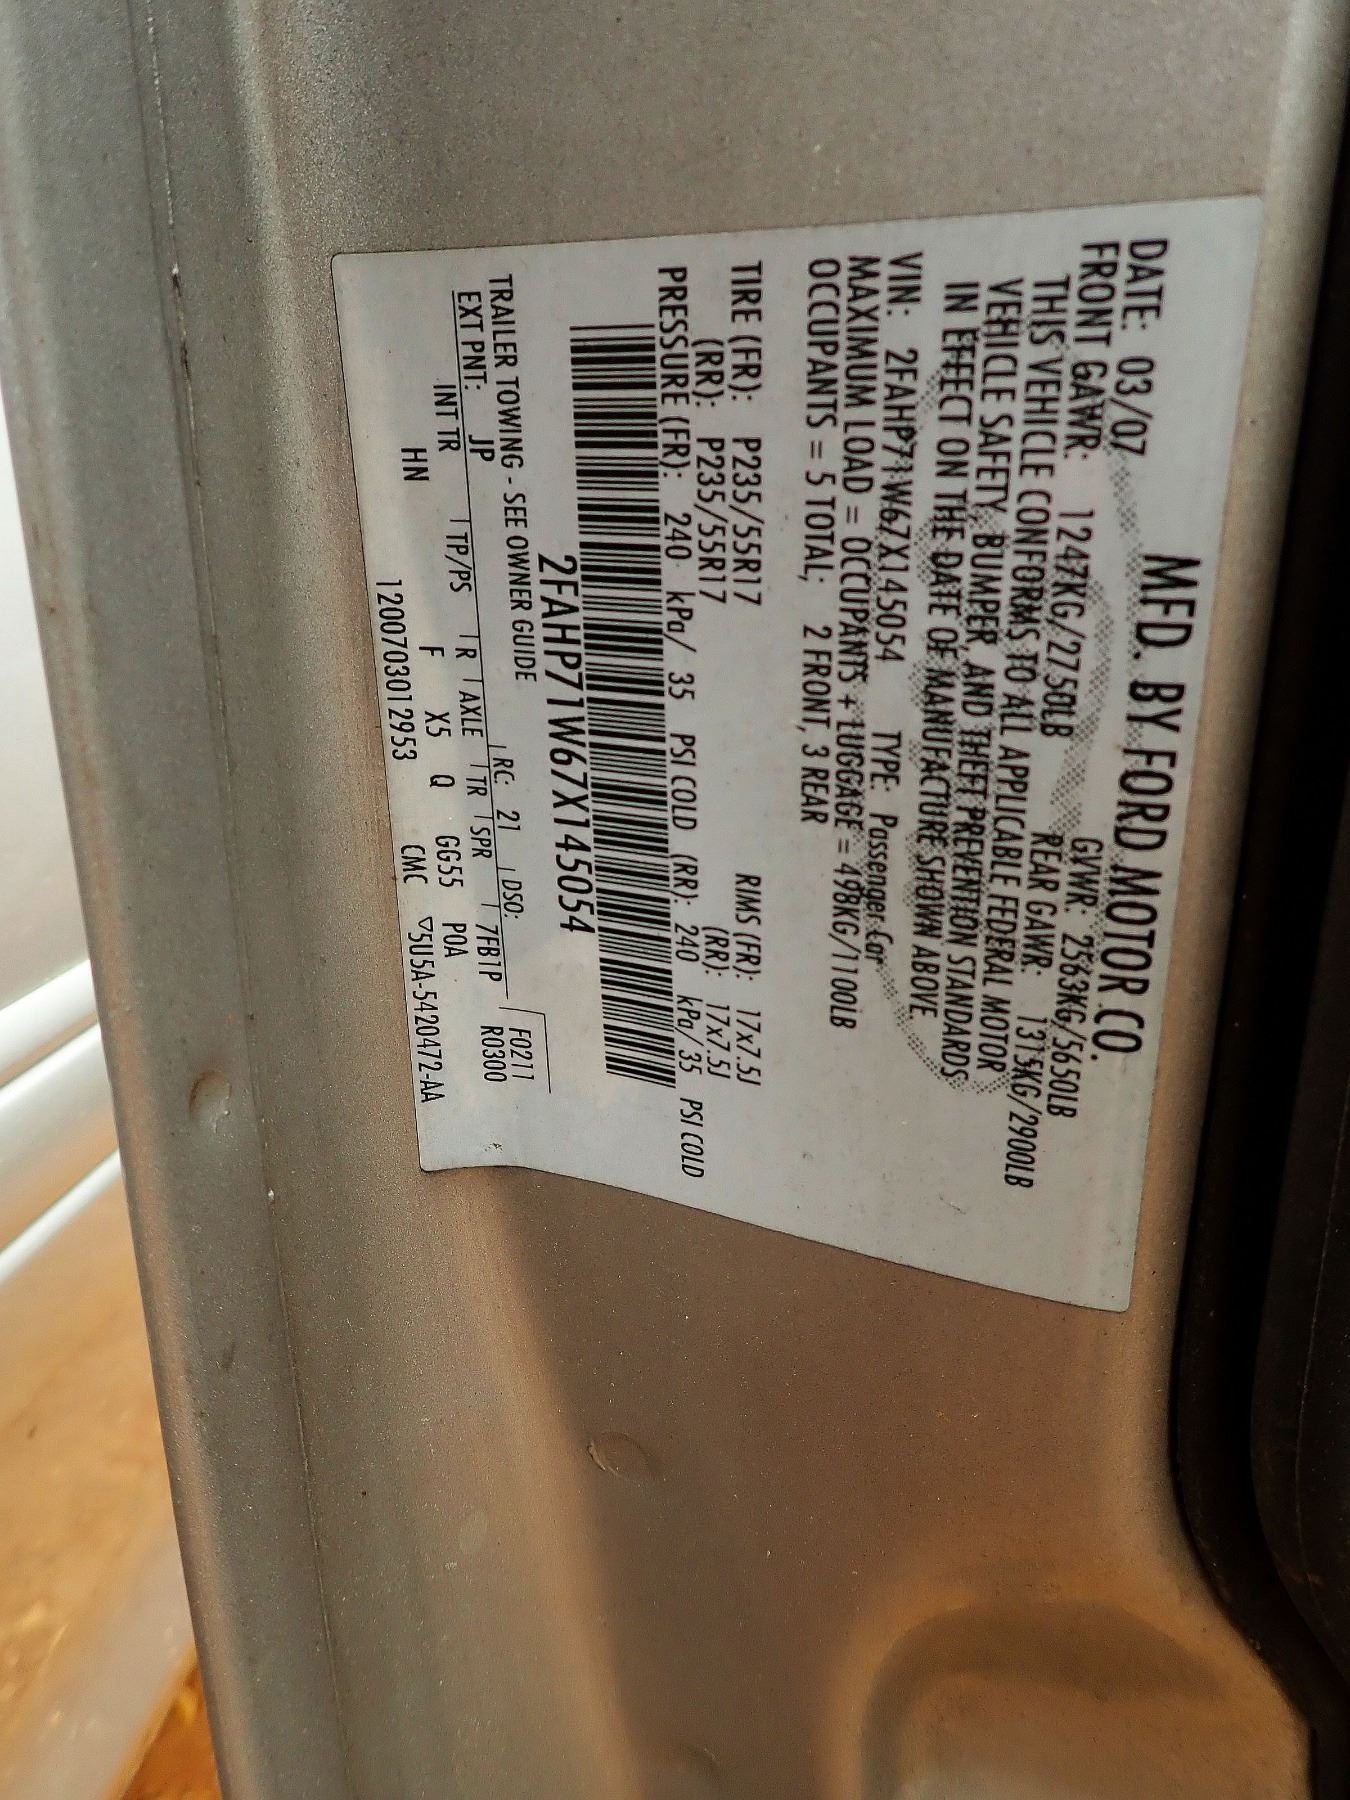 MFD. BY FORD MOTOR CO.
DATE: 03/07 GVWR: 2563KG/5650LB
FRONT GAWR: 1247KG/2750LB REAR GAWR: 1315KG/2900LB
THIS VEHICLE CONFORMS TO ALL APPLICABLE FEDERAL MOTOR
VEHICLE SAFETY, BUMPER, AND THEFT PREVENTION STANDARDS
IN EFFECT ON THE DATE OF MANUFACTURE SHOWN ABOVE.
VIN: 2FAHP71W67X145054 TYPE: Passenger Car
MAXIMUM LOAD = OCCUPANTS + LUGGAGE = 498KG/1100LB
OCCUPANTS = 5 TOTAL; 2 FRONT, 3 REAR
TIRE (FR): P235/55R17 RIMS (FR): 17x7.5J
(RR): P235/55R17 (RR): 17x7.5J
PRESSURE (FR): 240 kPa/ 35 PSI COLD (RR): 240 kPa/ 35 PSI COLD
2FAHP71W67X145054
TRAILER TOWING - SEE OWNER GUIDE F0211
EXT PNT: JP RC: 21 DSO: R0300
INT TR TP/PS R AXLE TR SPR 7FB1P
HN F X5 Q GG55 POA
1200703012953 CMC ▽5U5A-5420472-AA